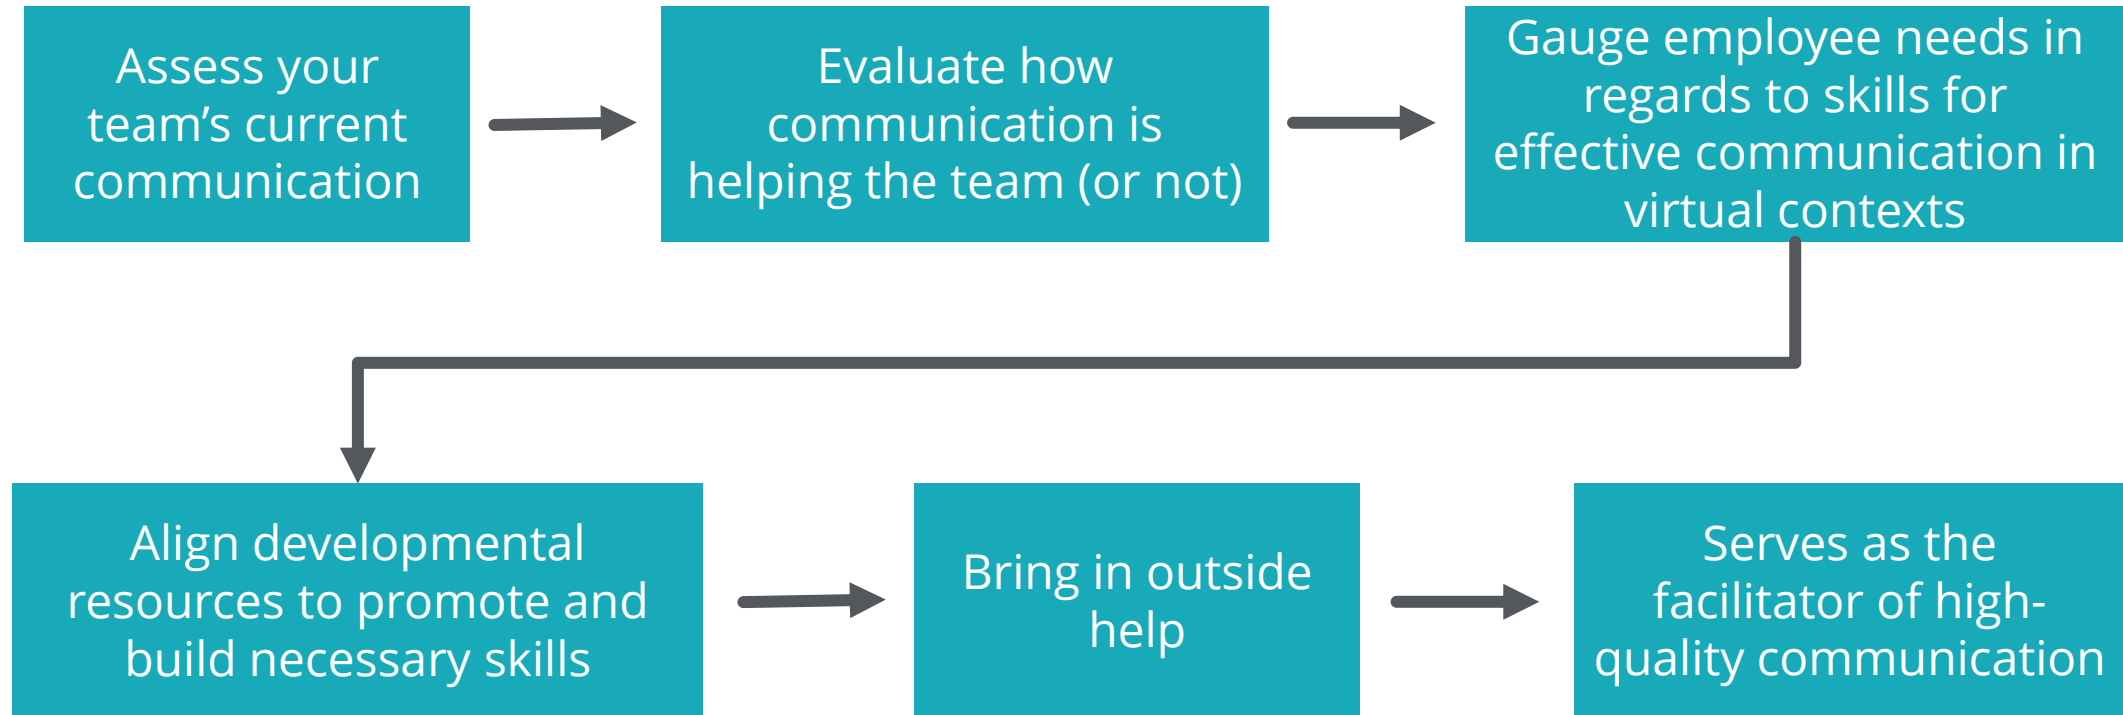 Assess your
team’s current
communication
Evaluate how
communication is
helping the team (or not)
Gauge employee needs in
regards to skills for
effective communication in
virtual contexts
Align developmental
resources to promote and
build necessary skills
Bring in outside
help
Serves as the
facilitator of high-
quality communication